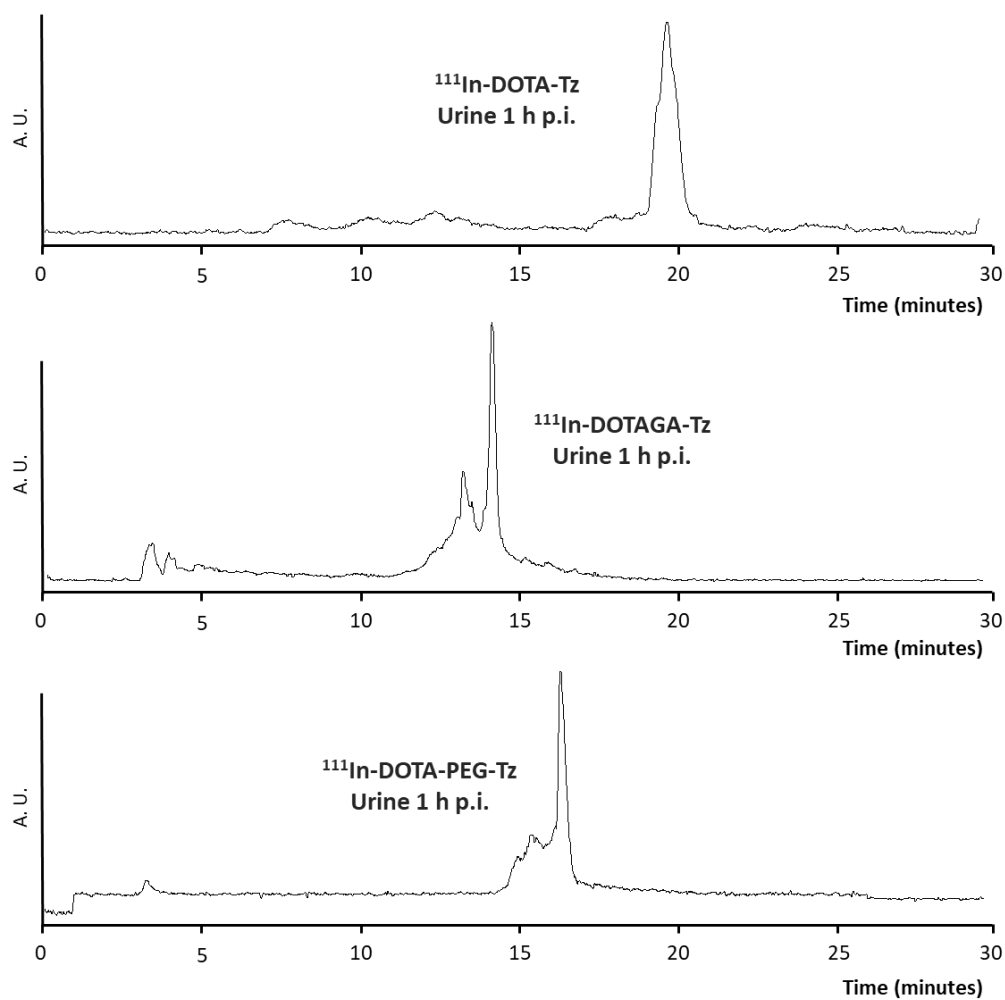 A. U.
¹¹¹In-DOTA-Tz
Urine 1 h p.i.
0 5 10 15 20 25 30
Time (minutes)
A. U.
¹¹¹In-DOTAGA-Tz
Urine 1 h p.i.
0 5 10 15 20 25 30
Time (minutes)
A. U.
¹¹¹In-DOTA-PEG-Tz
Urine 1 h p.i.
0 5 10 15 20 25 30
Time (minutes)